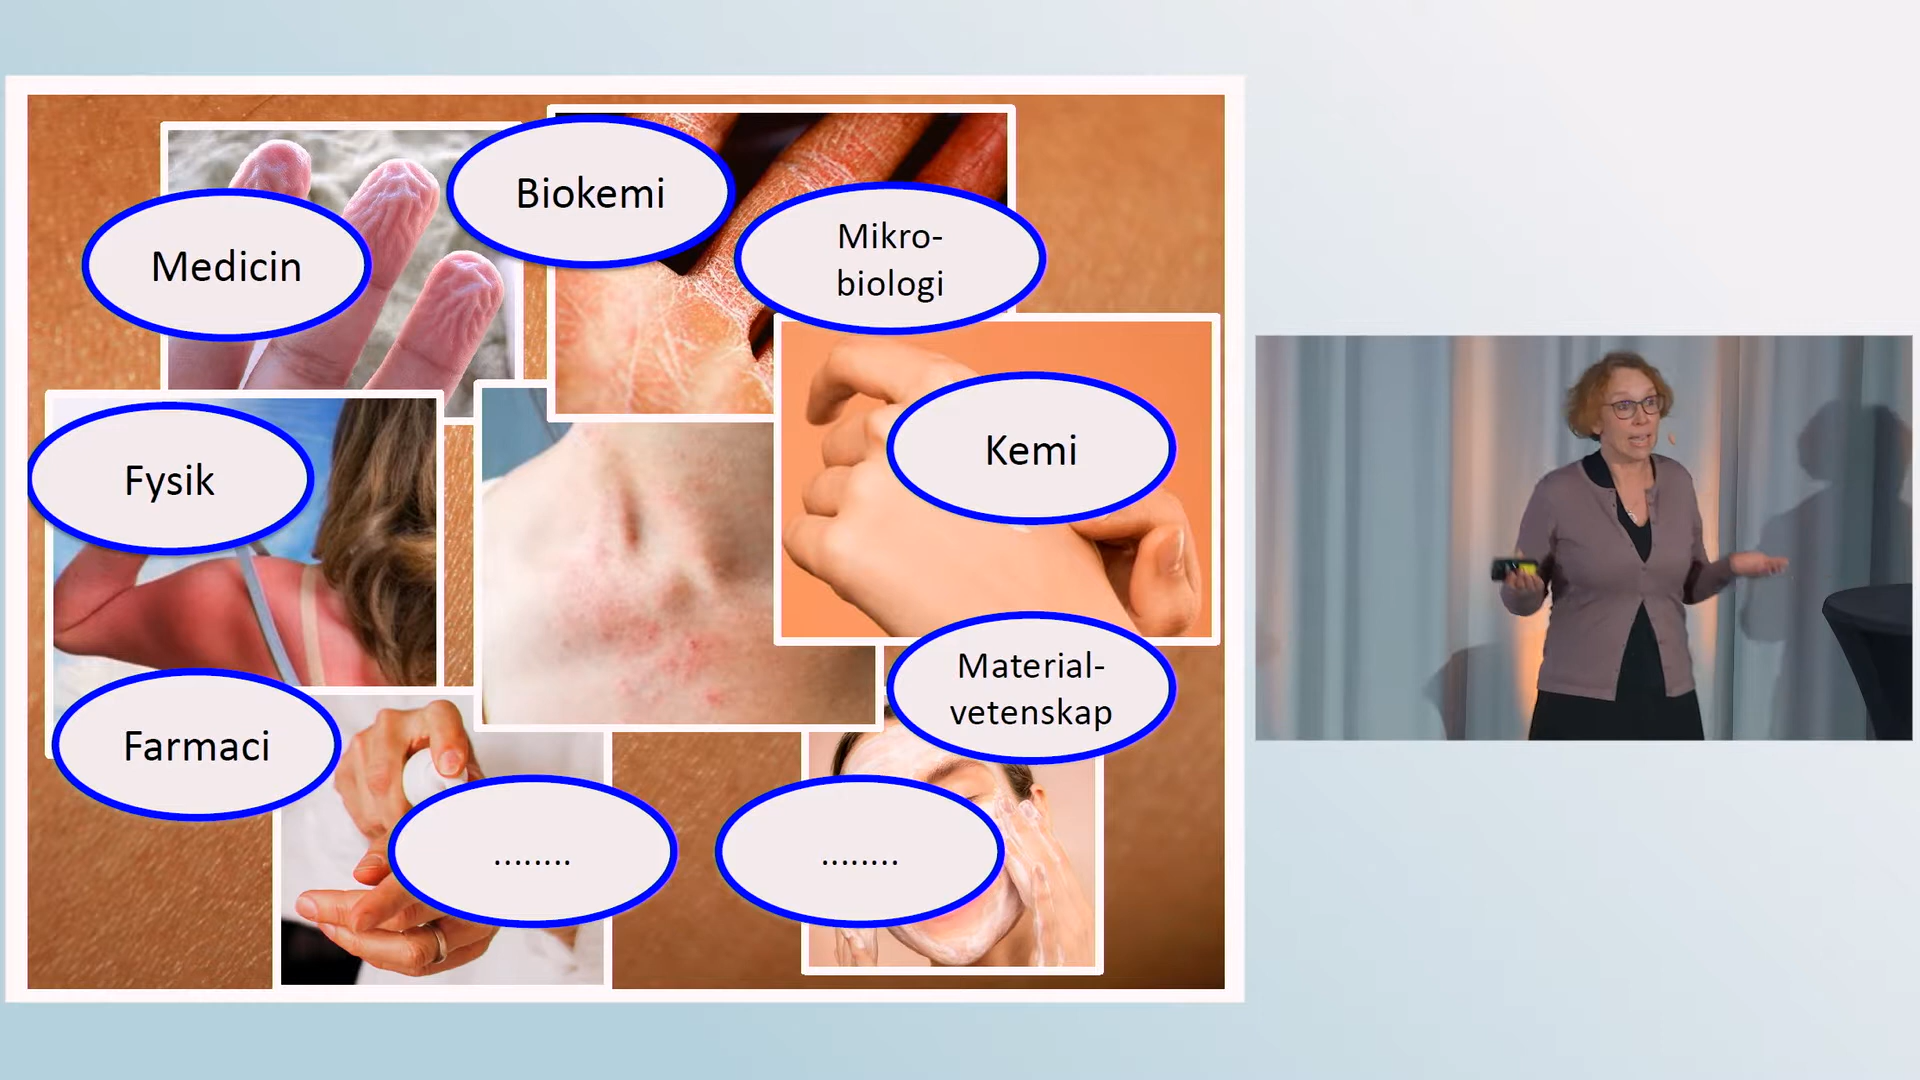 Biokemi
Medicin
Mikro-
biologi
Kemi
Fysik
Material-
vetenskap
Farmaci
........
........